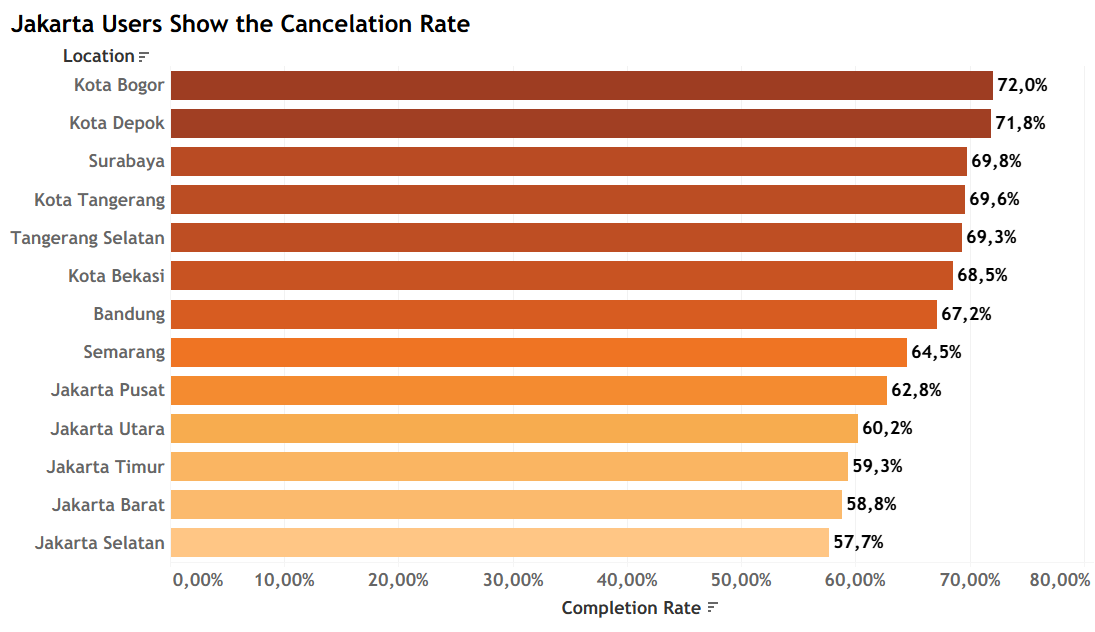 Jakarta Users Show the Cancelation Rate
Location
Kota Bogor 72,0%
Kota Depok 71,8%
Surabaya 69,8%
Kota Tangerang 69,6%
Tangerang Selatan 69,3%
Kota Bekasi 68,5%
Bandung 67,2%
Semarang 64,5%
Jakarta Pusat 62,8%
Jakarta Utara 60,2%
Jakarta Timur 59,3%
Jakarta Barat 58,8%
Jakarta Selatan 57,7%
0,00% 10,00% 20,00% 30,00% 40,00% 50,00% 60,00% 70,00% 80,00%
Completion Rate